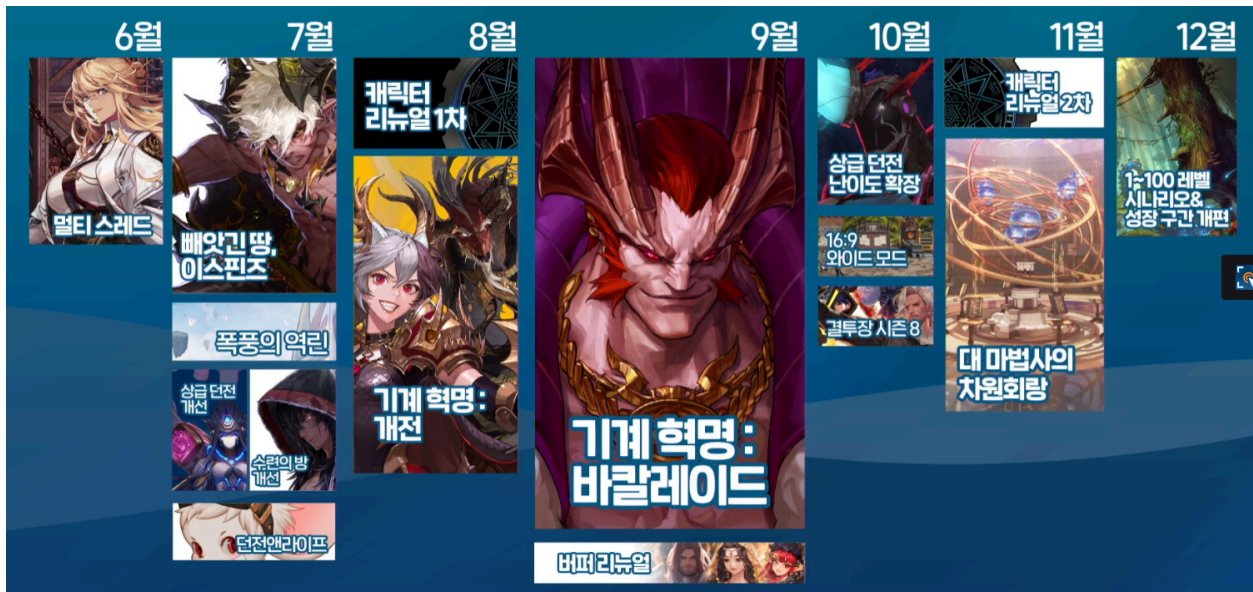 6월
멀티 스레드
7월
빼앗긴 땅,
이스핀즈
폭풍의 역린
상급 던전
개선
수련의 방
개선
던전앤라이프
8월
캐릭터
리뉴얼 1차
기계 혁명 :
개전
9월
기계 혁명 :
바칼레이드
버퍼 리뉴얼
10월
상급 던전
난이도 확장
16:9
와이드 모드
결투장 시즌 8
11월
캐릭터
리뉴얼 2차
대 마법사의
차원회랑
12월
1~100 레벨
시나리오&
성장 구간 개편